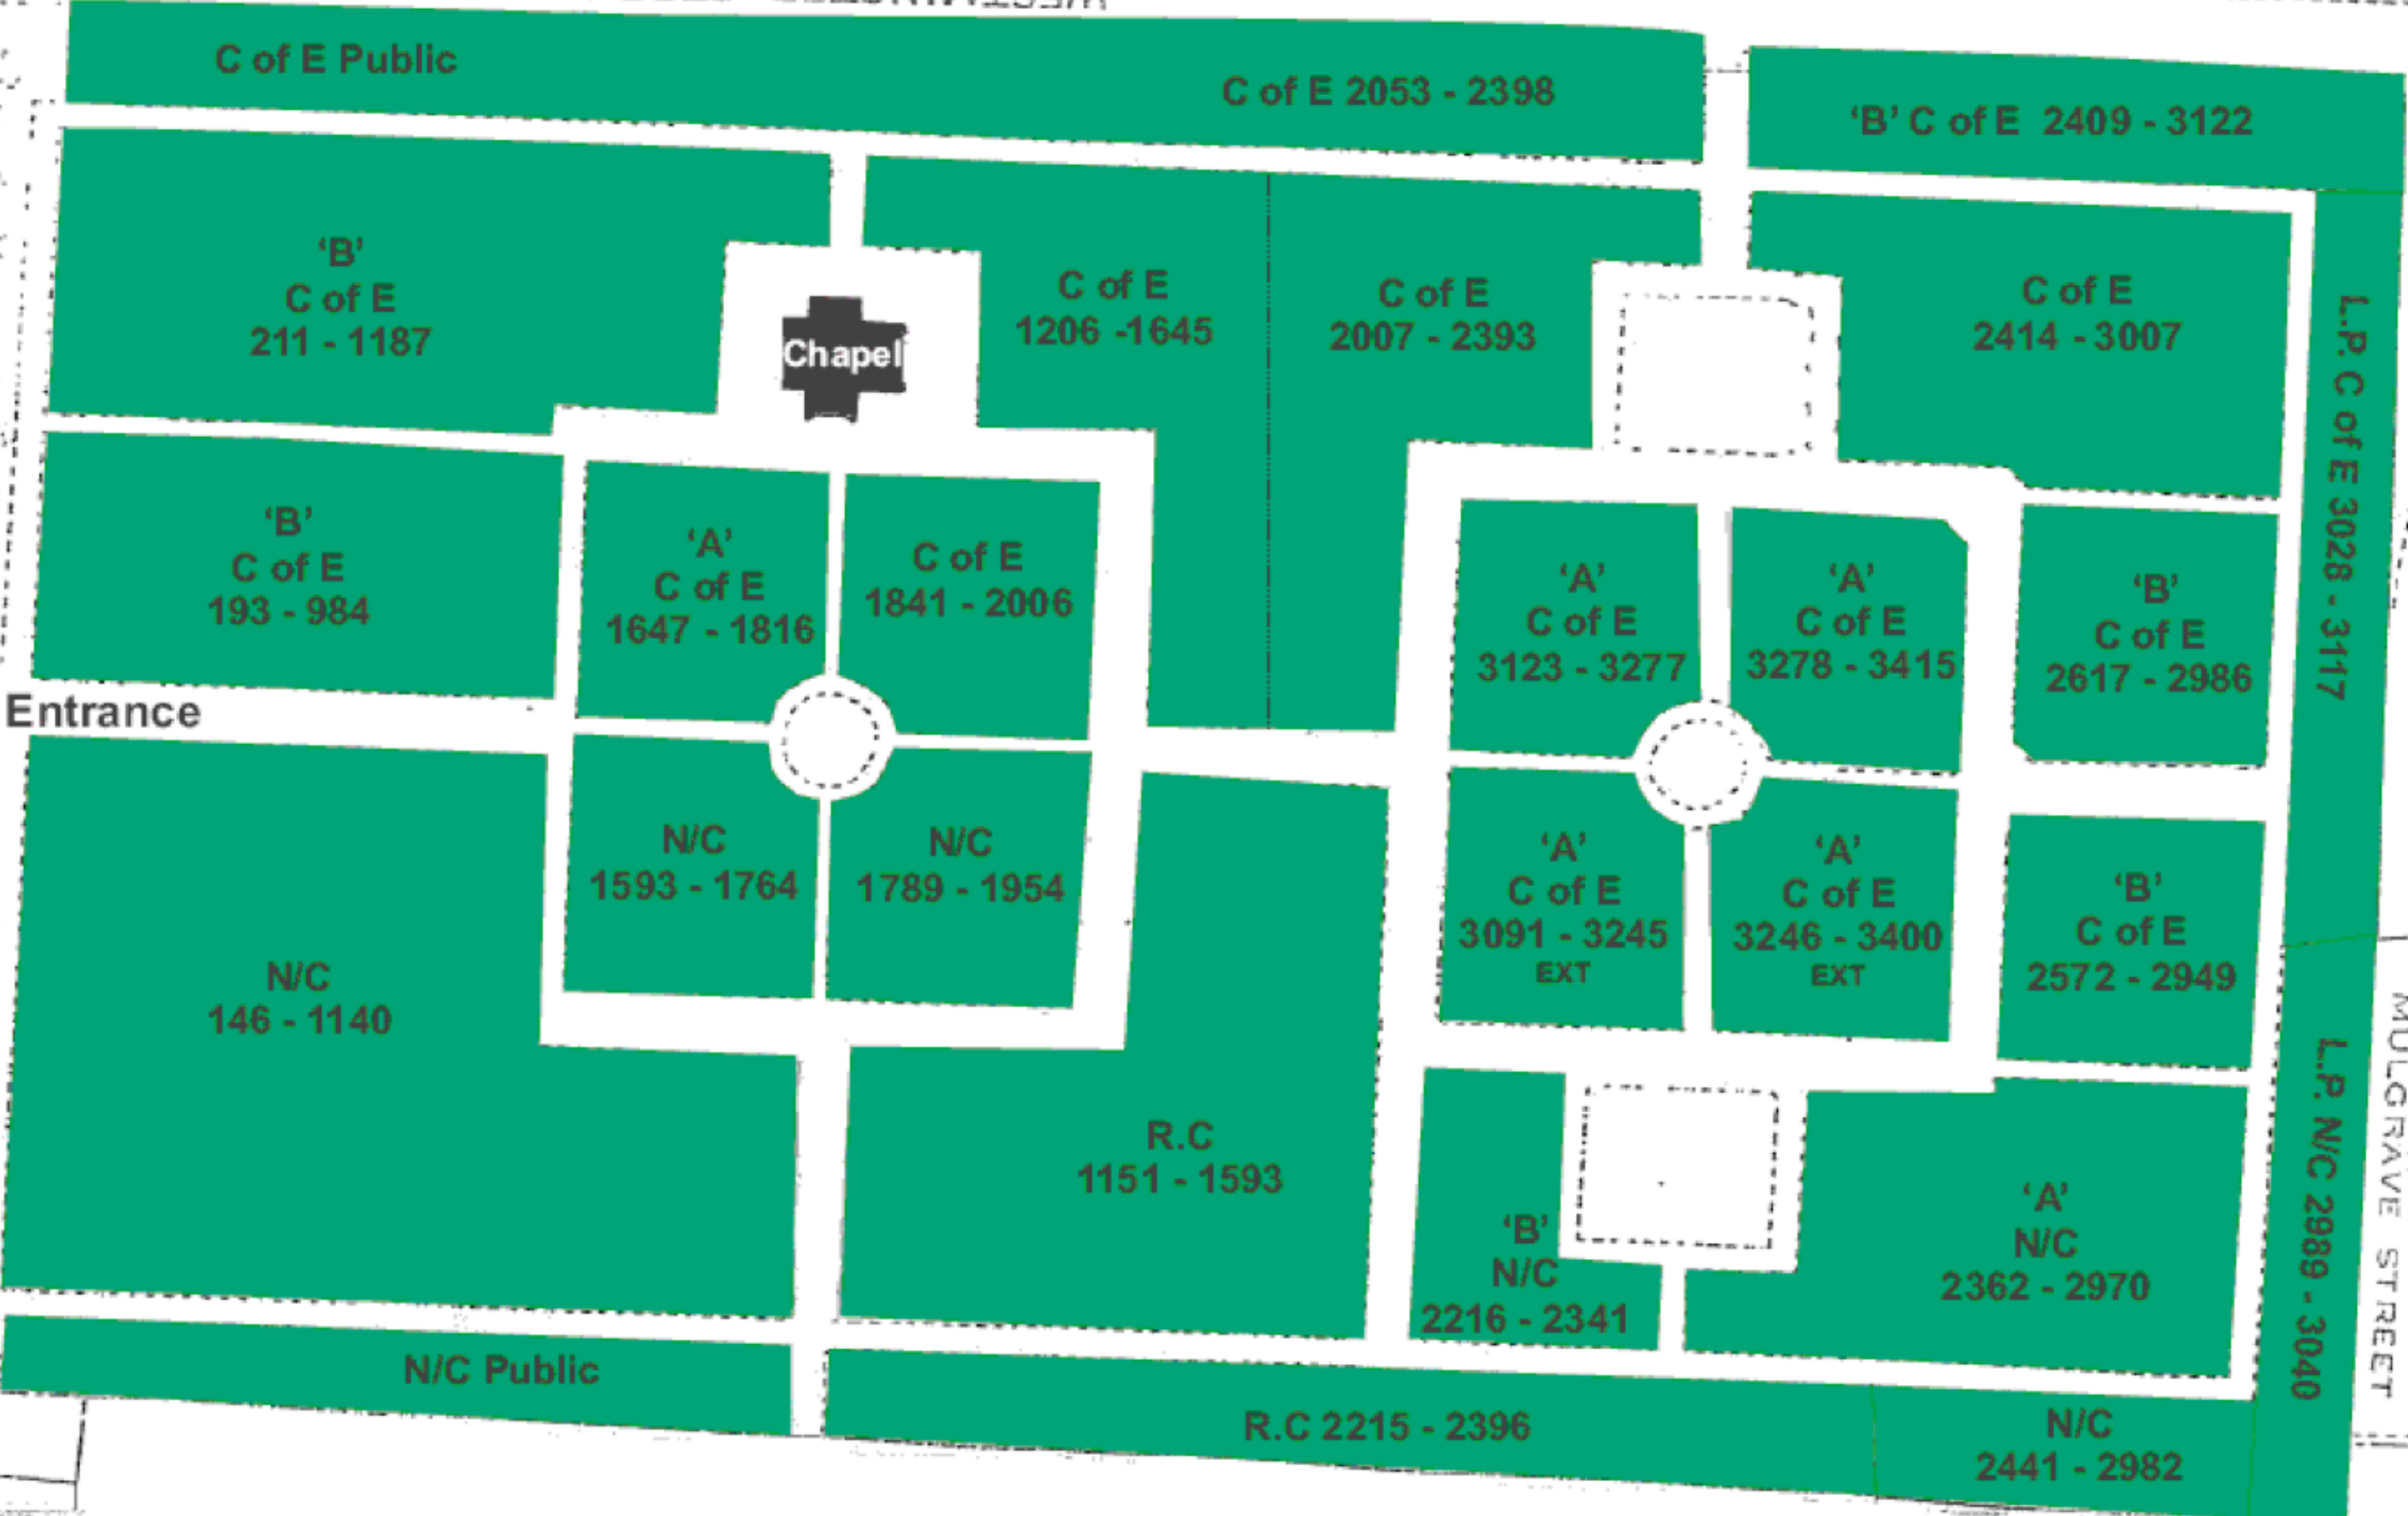 C of E Public
C of E 2053 - 2398
‘B’ C of E 2409 - 3122
‘B’
C of E
211 - 1187
Chapel
C of E
1206 -1645
C of E
2007 - 2393
C of E
2414 - 3007
L.P. C of E 3028 - 3117
‘B’
C of E
193 - 984
‘A’
C of E
1647 - 1816
C of E
1841 - 2006
‘A’
C of E
3123 - 3277
‘A’
C of E
3278 - 3415
‘B’
C of E
2617 - 2986
Entrance
N/C
146 - 1140
N/C
1593 - 1764
N/C
1789 - 1954
‘A’
C of E
3091 - 3245
EXT
‘A’
C of E
3246 - 3400
EXT
‘B’
C of E
2572 - 2949
R.C
1151 - 1593
‘B’
N/C
2216 - 2341
‘A’
N/C
2362 - 2970
L.P. N/C 2989 - 3040
MULGRAVE STREET
N/C Public
R.C 2215 - 2396
N/C
2441 - 2982